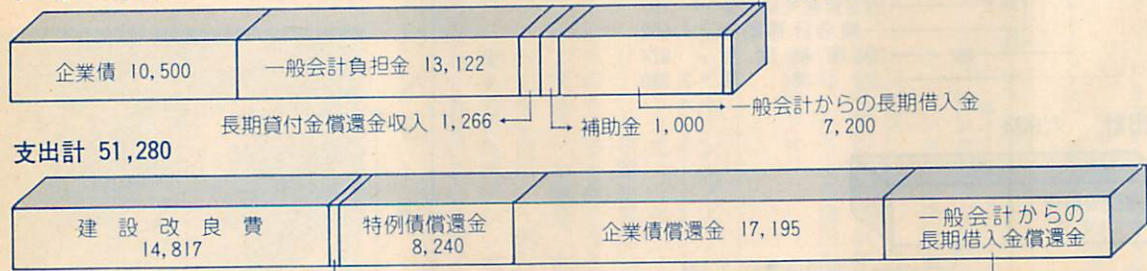 企業債 10,500
一般会計負担金 13,122
長期貸付金償還金収入 1,266
補助金 1,000
一般会計からの長期借入金
7,200
支出計 51,280
建設改良費
14,817
特例債償還金
8,240
企業債償還金 17,195
一般会計からの
長期借入金償還金